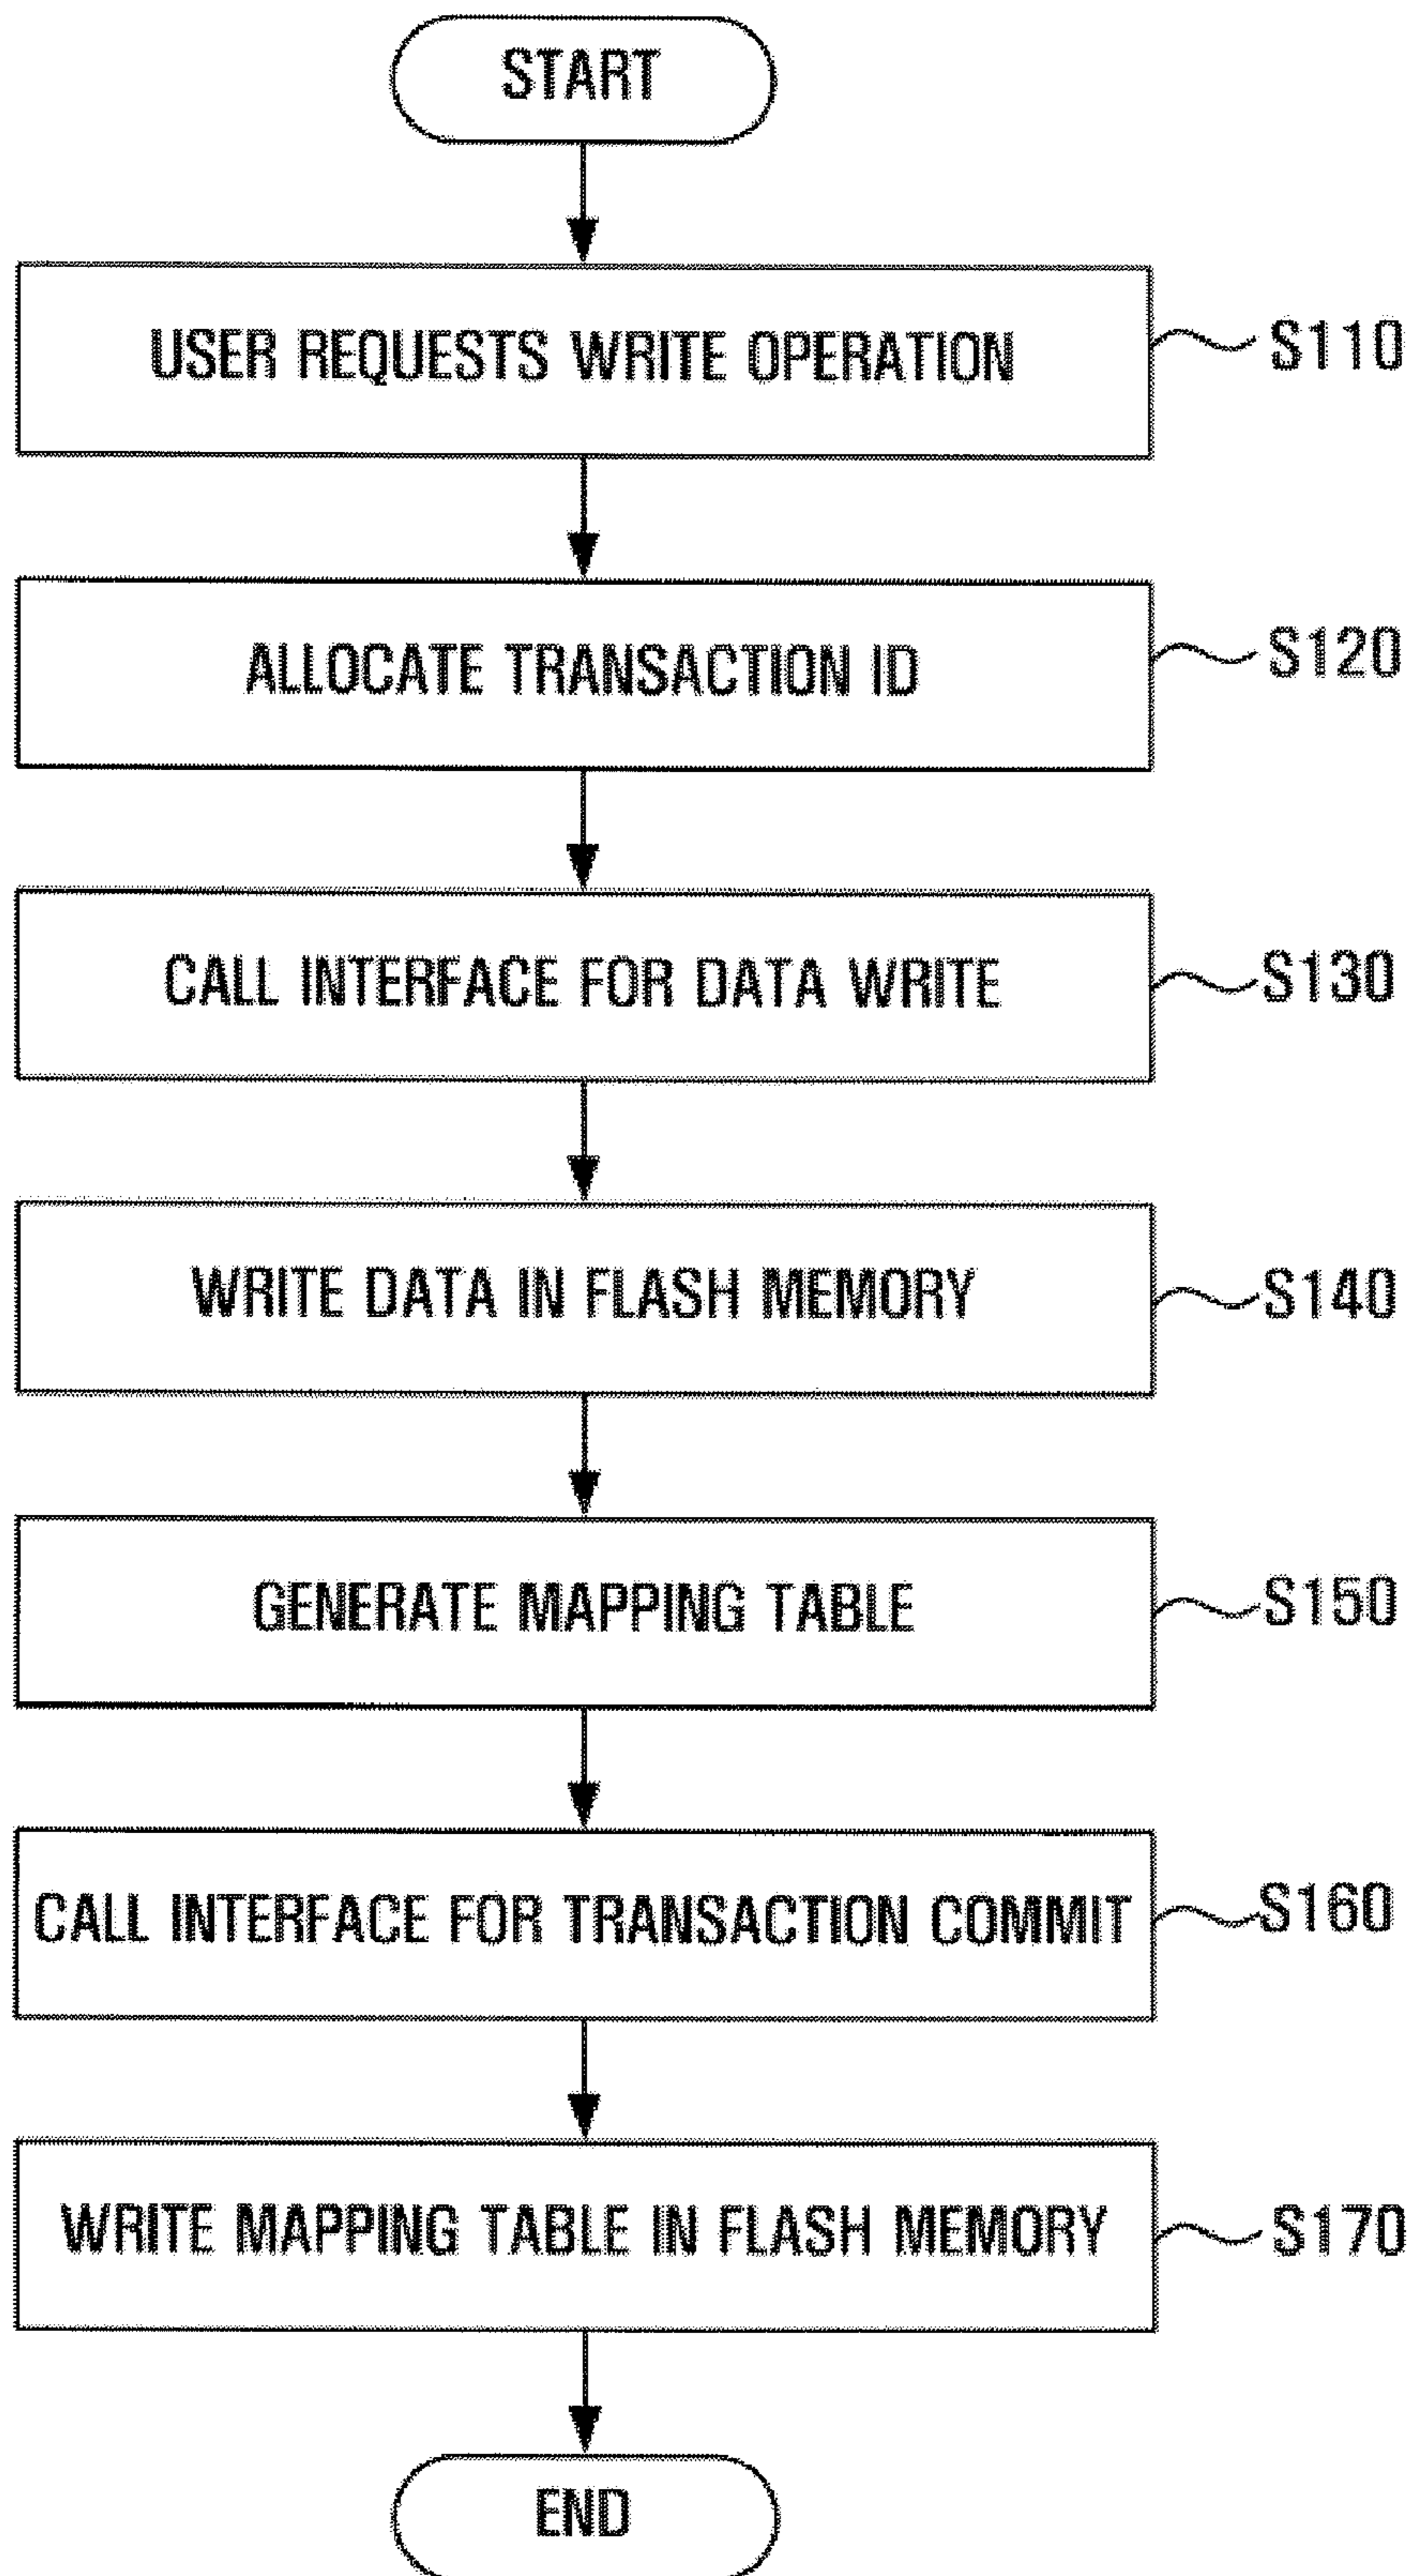 START
USER REQUESTS WRITE OPERATION
S110
ALLOCATE TRANSACTION ID
S120
CALL INTERFACE FOR DATA WRITE
S130
WRITE DATA IN FLASH MEMORY
S140
GENERATE MAPPING TABLE
S150
CALL INTERFACE FOR TRANSACTION COMMIT
S160
WRITE MAPPING TABLE IN FLASH MEMORY
S170
END